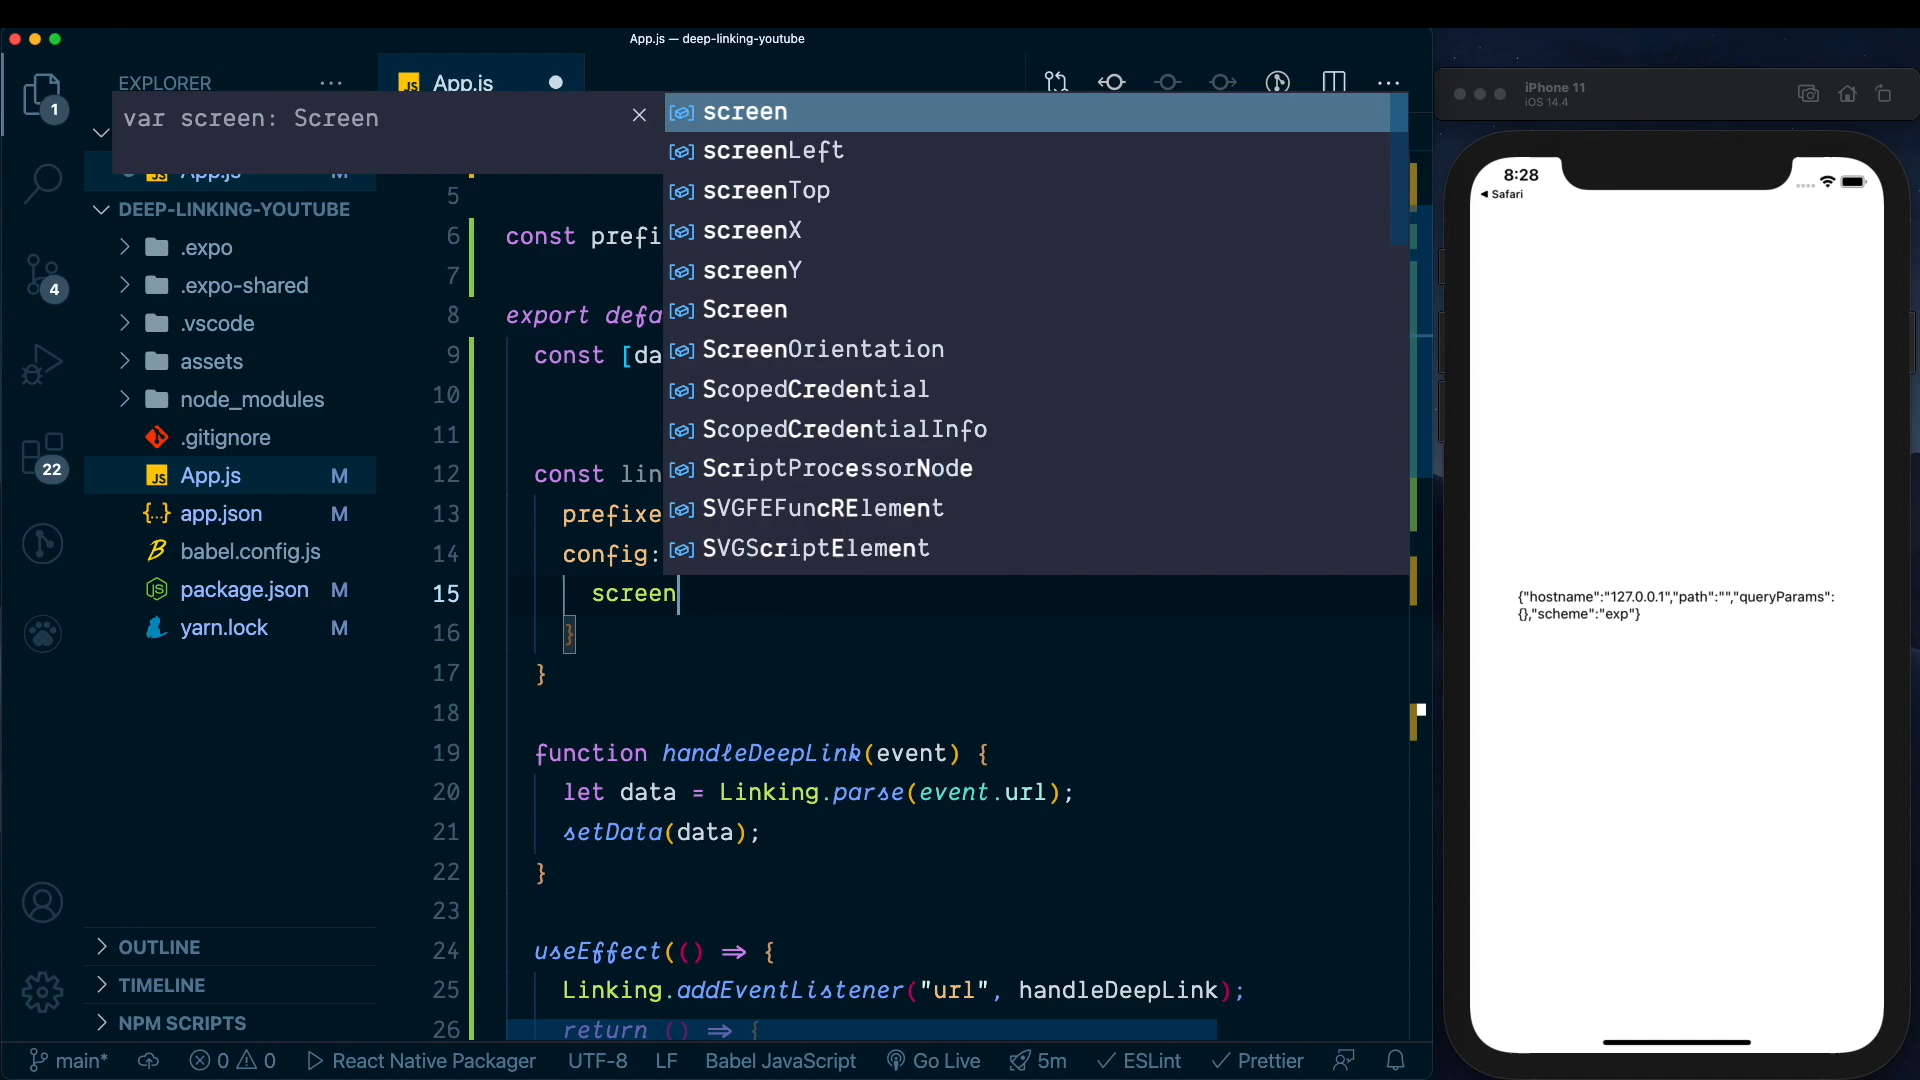 App.js — deep-linking-youtube
EXPLORER
App.js
iPhone 11
iOS 14.4
1
var screen: Screen
screen
screenLeft
screenTop
screenX
screenY
Screen
ScreenOrientation
ScopedCredential
ScopedCredentialInfo
ScriptProcessorNode
SVGFEFuncRElement
SVGScriptElement
App.js M
DEEP-LINKING-YOUTUBE
.expo
.expo-shared
.vscode
assets
node_modules
.gitignore
App.js M
app.json M
babel.config.js
package.json M
yarn.lock M
4
22
OUTLINE
TIMELINE
NPM SCRIPTS
5
6 const prefi
7
8 export defa
9 const [da
10
11
12 const lin
13 prefixe
14 config:
15 screen
16 }
17 }
18
19 function handleDeepLink(event) {
20 let data = Linking.parse(event.url);
21 setData(data);
22 }
23
24 useEffect(() ⇒ {
25 Linking.addEventListener("url", handleDeepLink);
26 return () ⇒ {
main* 0 0 React Native Packager UTF-8 LF Babel JavaScript Go Live 5m ESLint Prettier
8:28
Safari
{"hostname":"127.0.0.1","path":"","queryParams":
{},"scheme":"exp"}